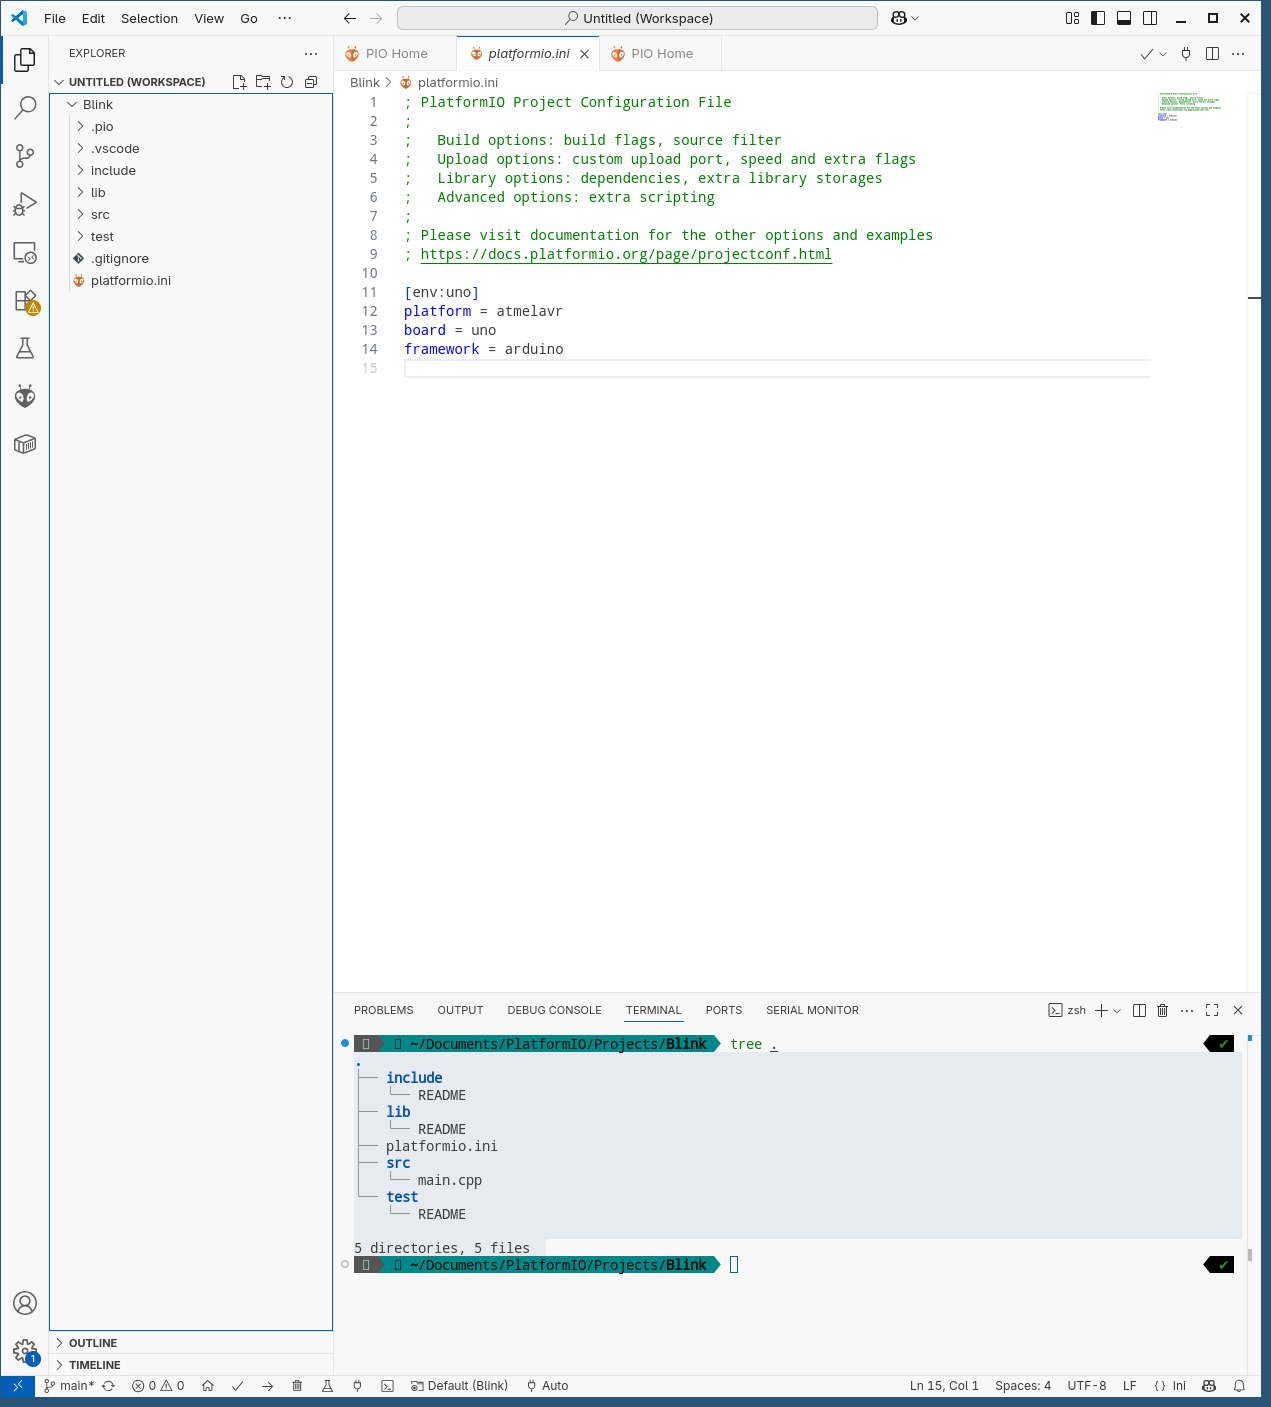 File Edit Selection View Go ··· Untitled (Workspace)
EXPLORER ···
UNTITLED (WORKSPACE)
Blink
.pio
.vscode
include
lib
src
test
.gitignore
platformio.ini
OUTLINE
TIMELINE
1
PIO Home platformio.ini PIO Home
Blink > platformio.ini
1 ; PlatformIO Project Configuration File
2 ;
3 ;   Build options: build flags, source filter
4 ;   Upload options: custom upload port, speed and extra flags
5 ;   Library options: dependencies, extra library storages
6 ;   Advanced options: extra scripting
7 ;
8 ; Please visit documentation for the other options and examples
9 ; https://docs.platformio.org/page/projectconf.html
10
11 [env:uno]
12 platform = atmelavr
13 board = uno
14 framework = arduino
15
PROBLEMS OUTPUT DEBUG CONSOLE TERMINAL PORTS SERIAL MONITOR zsh
~/Documents/PlatformIO/Projects/Blink tree . ✔
.
├── include
│   └── README
├── lib
│   └── README
├── platformio.ini
├── src
│   └── main.cpp
└── test
    └── README
5 directories, 5 files
~/Documents/PlatformIO/Projects/Blink ✔
main* 0 0 Default (Blink) Auto Ln 15, Col 1 Spaces: 4 UTF-8 LF {} Ini